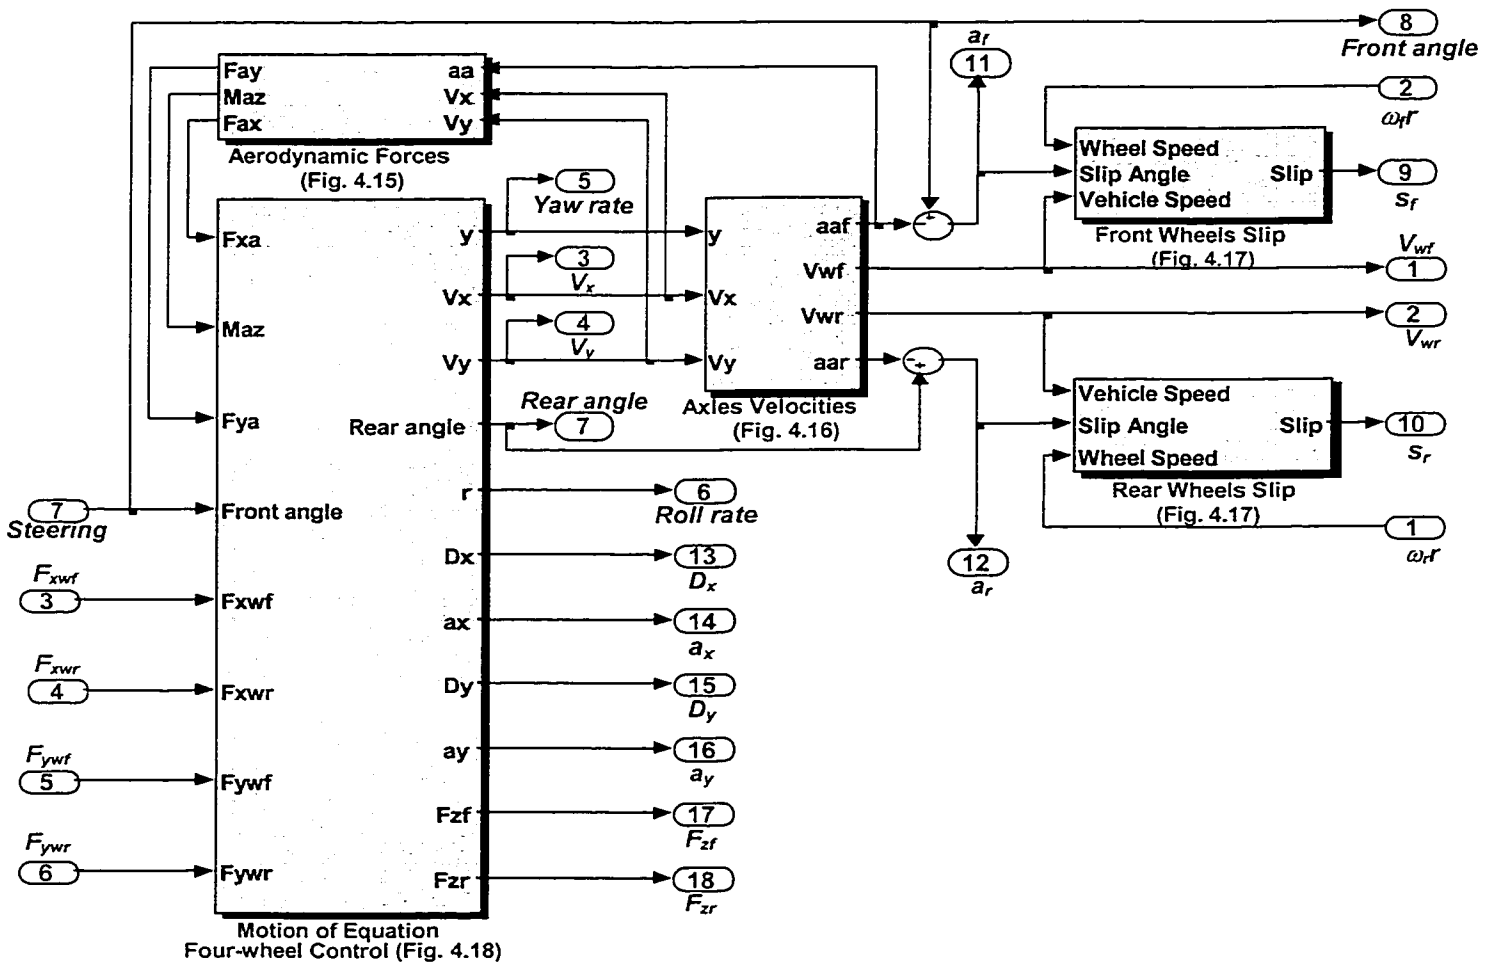 8
Front angle
a_f
11
Fay
aa
Maz
Vx
Fax
Vy
Aerodynamic Forces
(Fig. 4.15)
2
ω_f r
Wheel Speed
Slip Angle
Slip
Vehicle Speed
Front Wheels Slip
(Fig. 4.17)
9
s_f
5
Yaw rate
3
V_x
4
V_y
Rear angle
7
y
Vx
Vy
aaf
Vwf
Vwr
aar
Axles Velocities
(Fig. 4.16)
-
+
-
+
V_wf
1
2
V_wr
Vehicle Speed
Slip Angle
Slip
Wheel Speed
Rear Wheels Slip
(Fig. 4.17)
10
s_r
1
ω_r r
12
a_r
Fxa
Maz
Fya
Front angle
Fxwf
Fxwr
Fywf
Fywr
y
Vx
Vy
Rear angle
r
Dx
ax
Dy
ay
Fzf
Fzr
Motion of Equation
Four-wheel Control (Fig. 4.18)
7
Steering
F_xwf
3
F_xwr
4
F_ywf
5
F_ywr
6
6
Roll rate
13
D_x
14
a_x
15
D_y
16
a_y
17
F_zf
18
F_zr